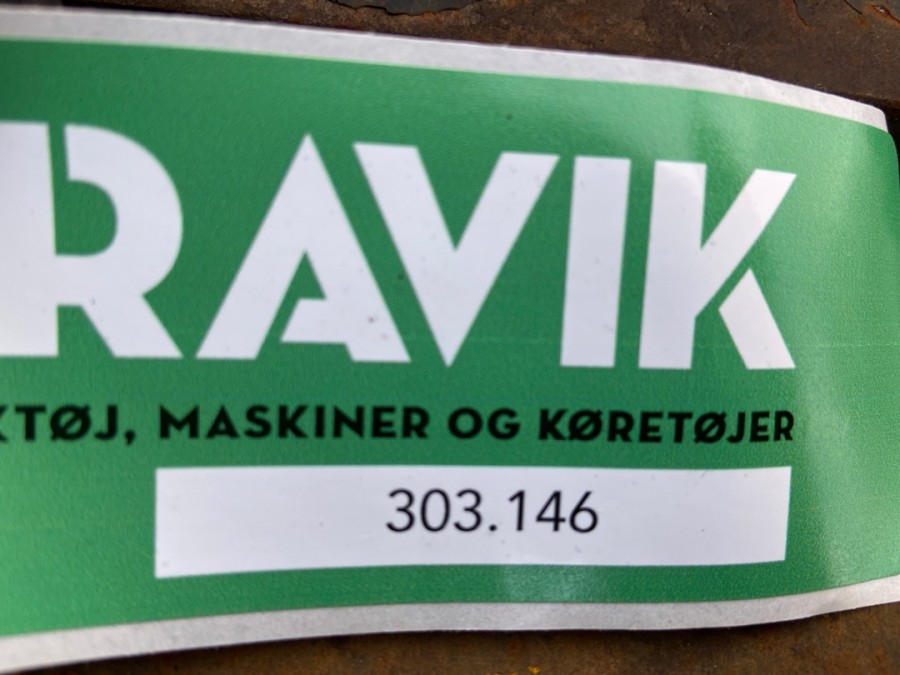 RAVIK
KTØJ, MASKINER OG KØRETØJER
303.146